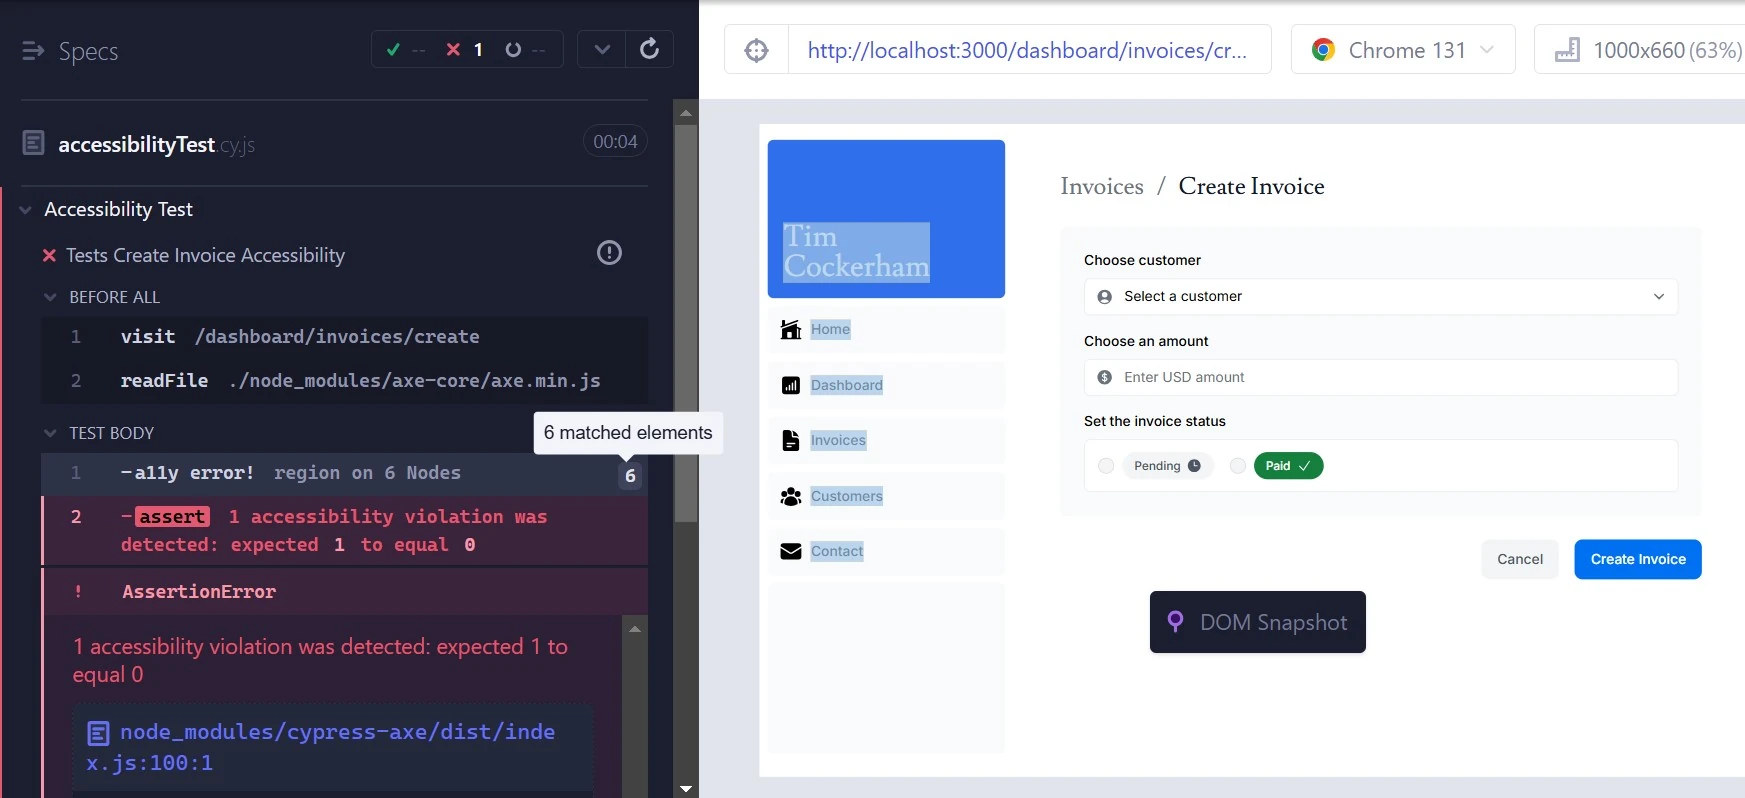 Specs
-- 1 --
accessibilityTest.cy.js 00:04
Accessibility Test
Tests Create Invoice Accessibility
BEFORE ALL
1 visit /dashboard/invoices/create
2 readFile ./node_modules/axe-core/axe.min.js
6 matched elements
TEST BODY
1 -a11y error! region on 6 Nodes 6
2 -assert 1 accessibility violation was
detected: expected 1 to equal 0
! AssertionError
1 accessibility violation was detected: expected 1 to
equal 0
node_modules/cypress-axe/dist/inde
x.js:100:1
http://localhost:3000/dashboard/invoices/cr...
Chrome 131
1000x660 (63%)
Tim
Cockerham
Home
Dashboard
Invoices
Customers
Contact
Invoices / Create Invoice
Choose customer
Select a customer
Choose an amount
Enter USD amount
Set the invoice status
Pending
Paid
Cancel
Create Invoice
DOM Snapshot